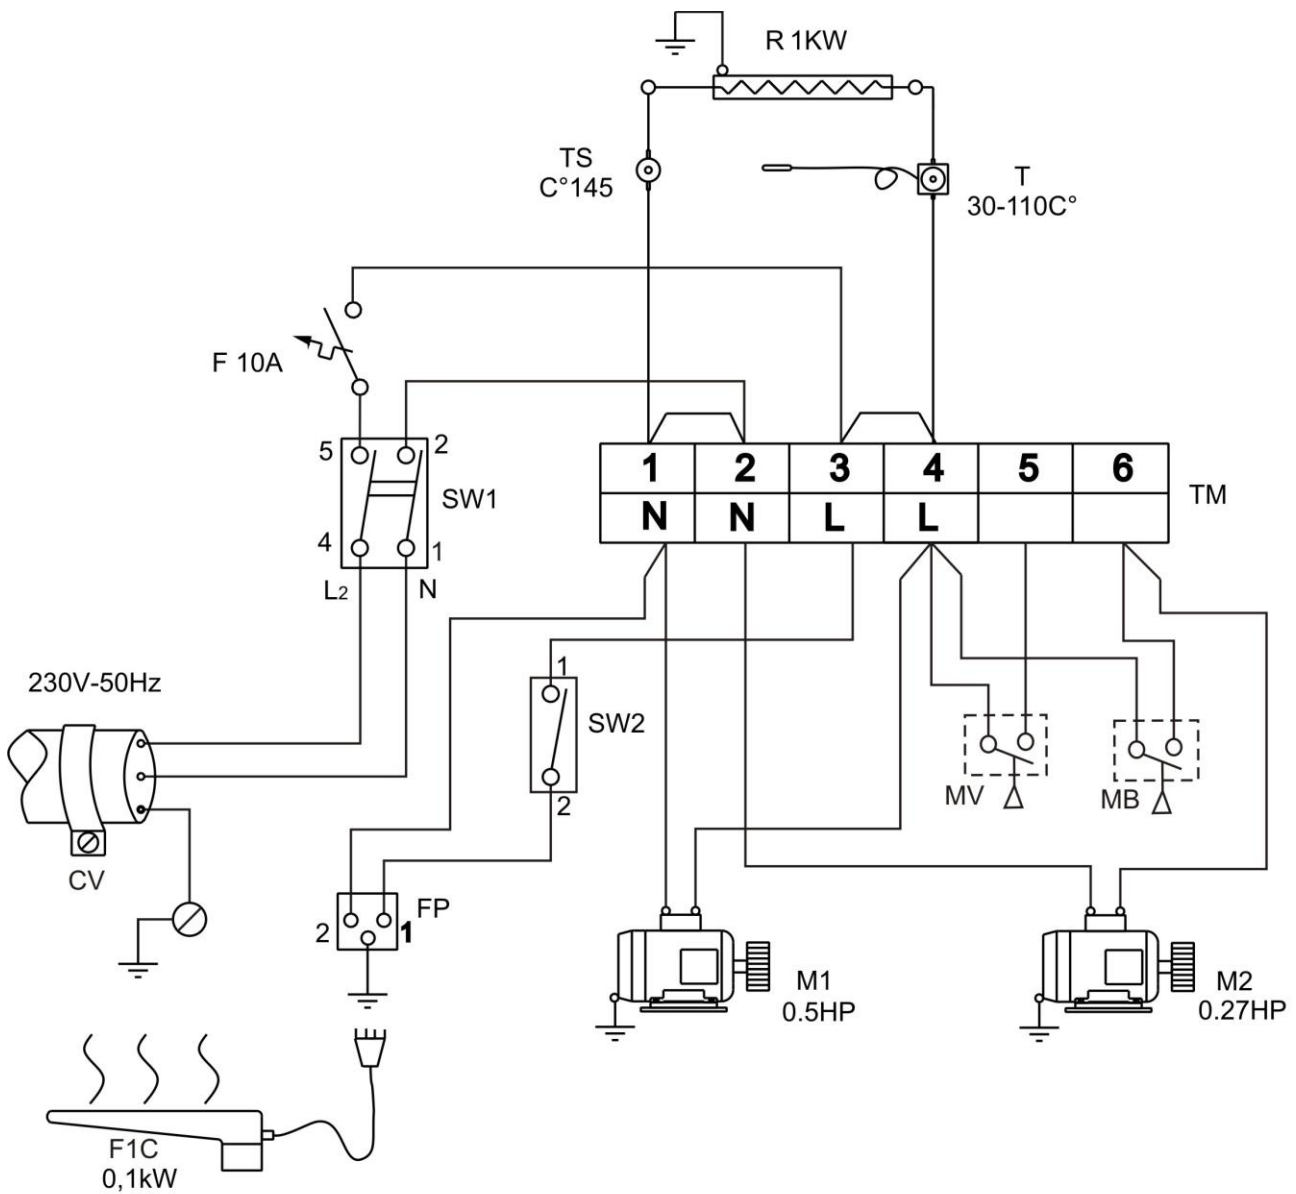 R 1KW
TS
C°145
T
30-110C°
F 10A
5
2
SW1
4
1
L2
N
1 2 3 4 5 6
N N L L
TM
230V-50Hz
1
SW2
2
CV
MV
MB
FP
2
1
M1
0.5HP
M2
0.27HP
F1C
0,1kW